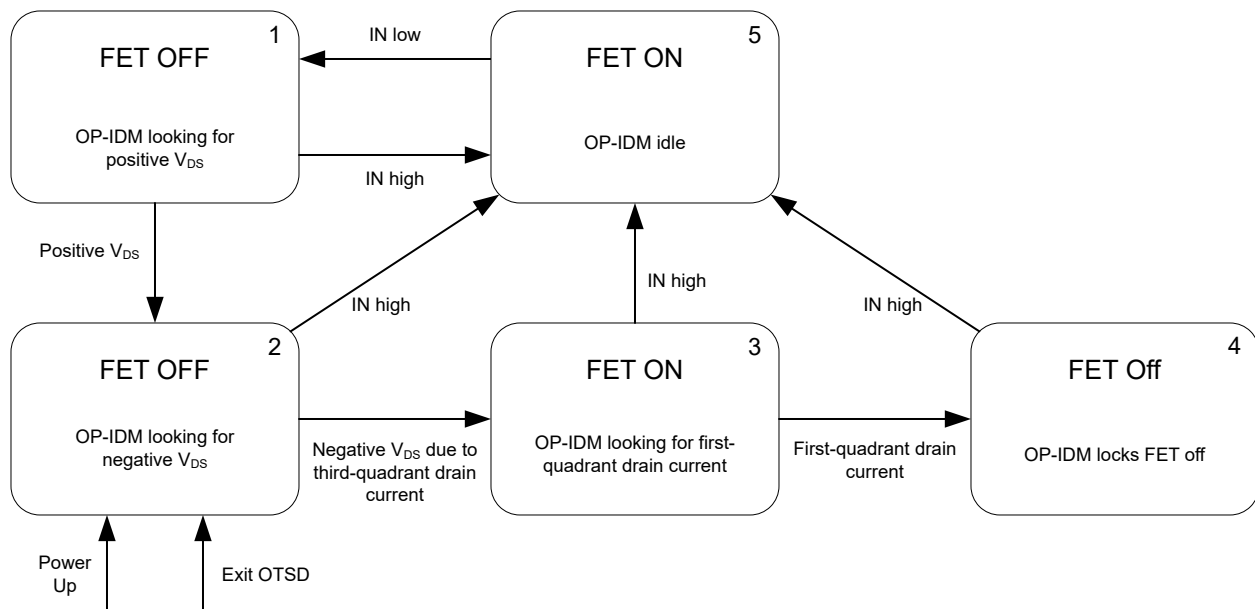 1
FET OFF
OP-IDM looking for
positive VDS
IN low
IN high
5
FET ON
OP-IDM idle
Positive VDS
IN high
IN high
IN high
2
FET OFF
OP-IDM looking for
negative VDS
Negative VDS due to
third-quadrant drain
current
3
FET ON
OP-IDM looking for first-
quadrant drain current
First-quadrant drain
current
4
FET Off
OP-IDM locks FET off
Power
Up
Exit OTSD